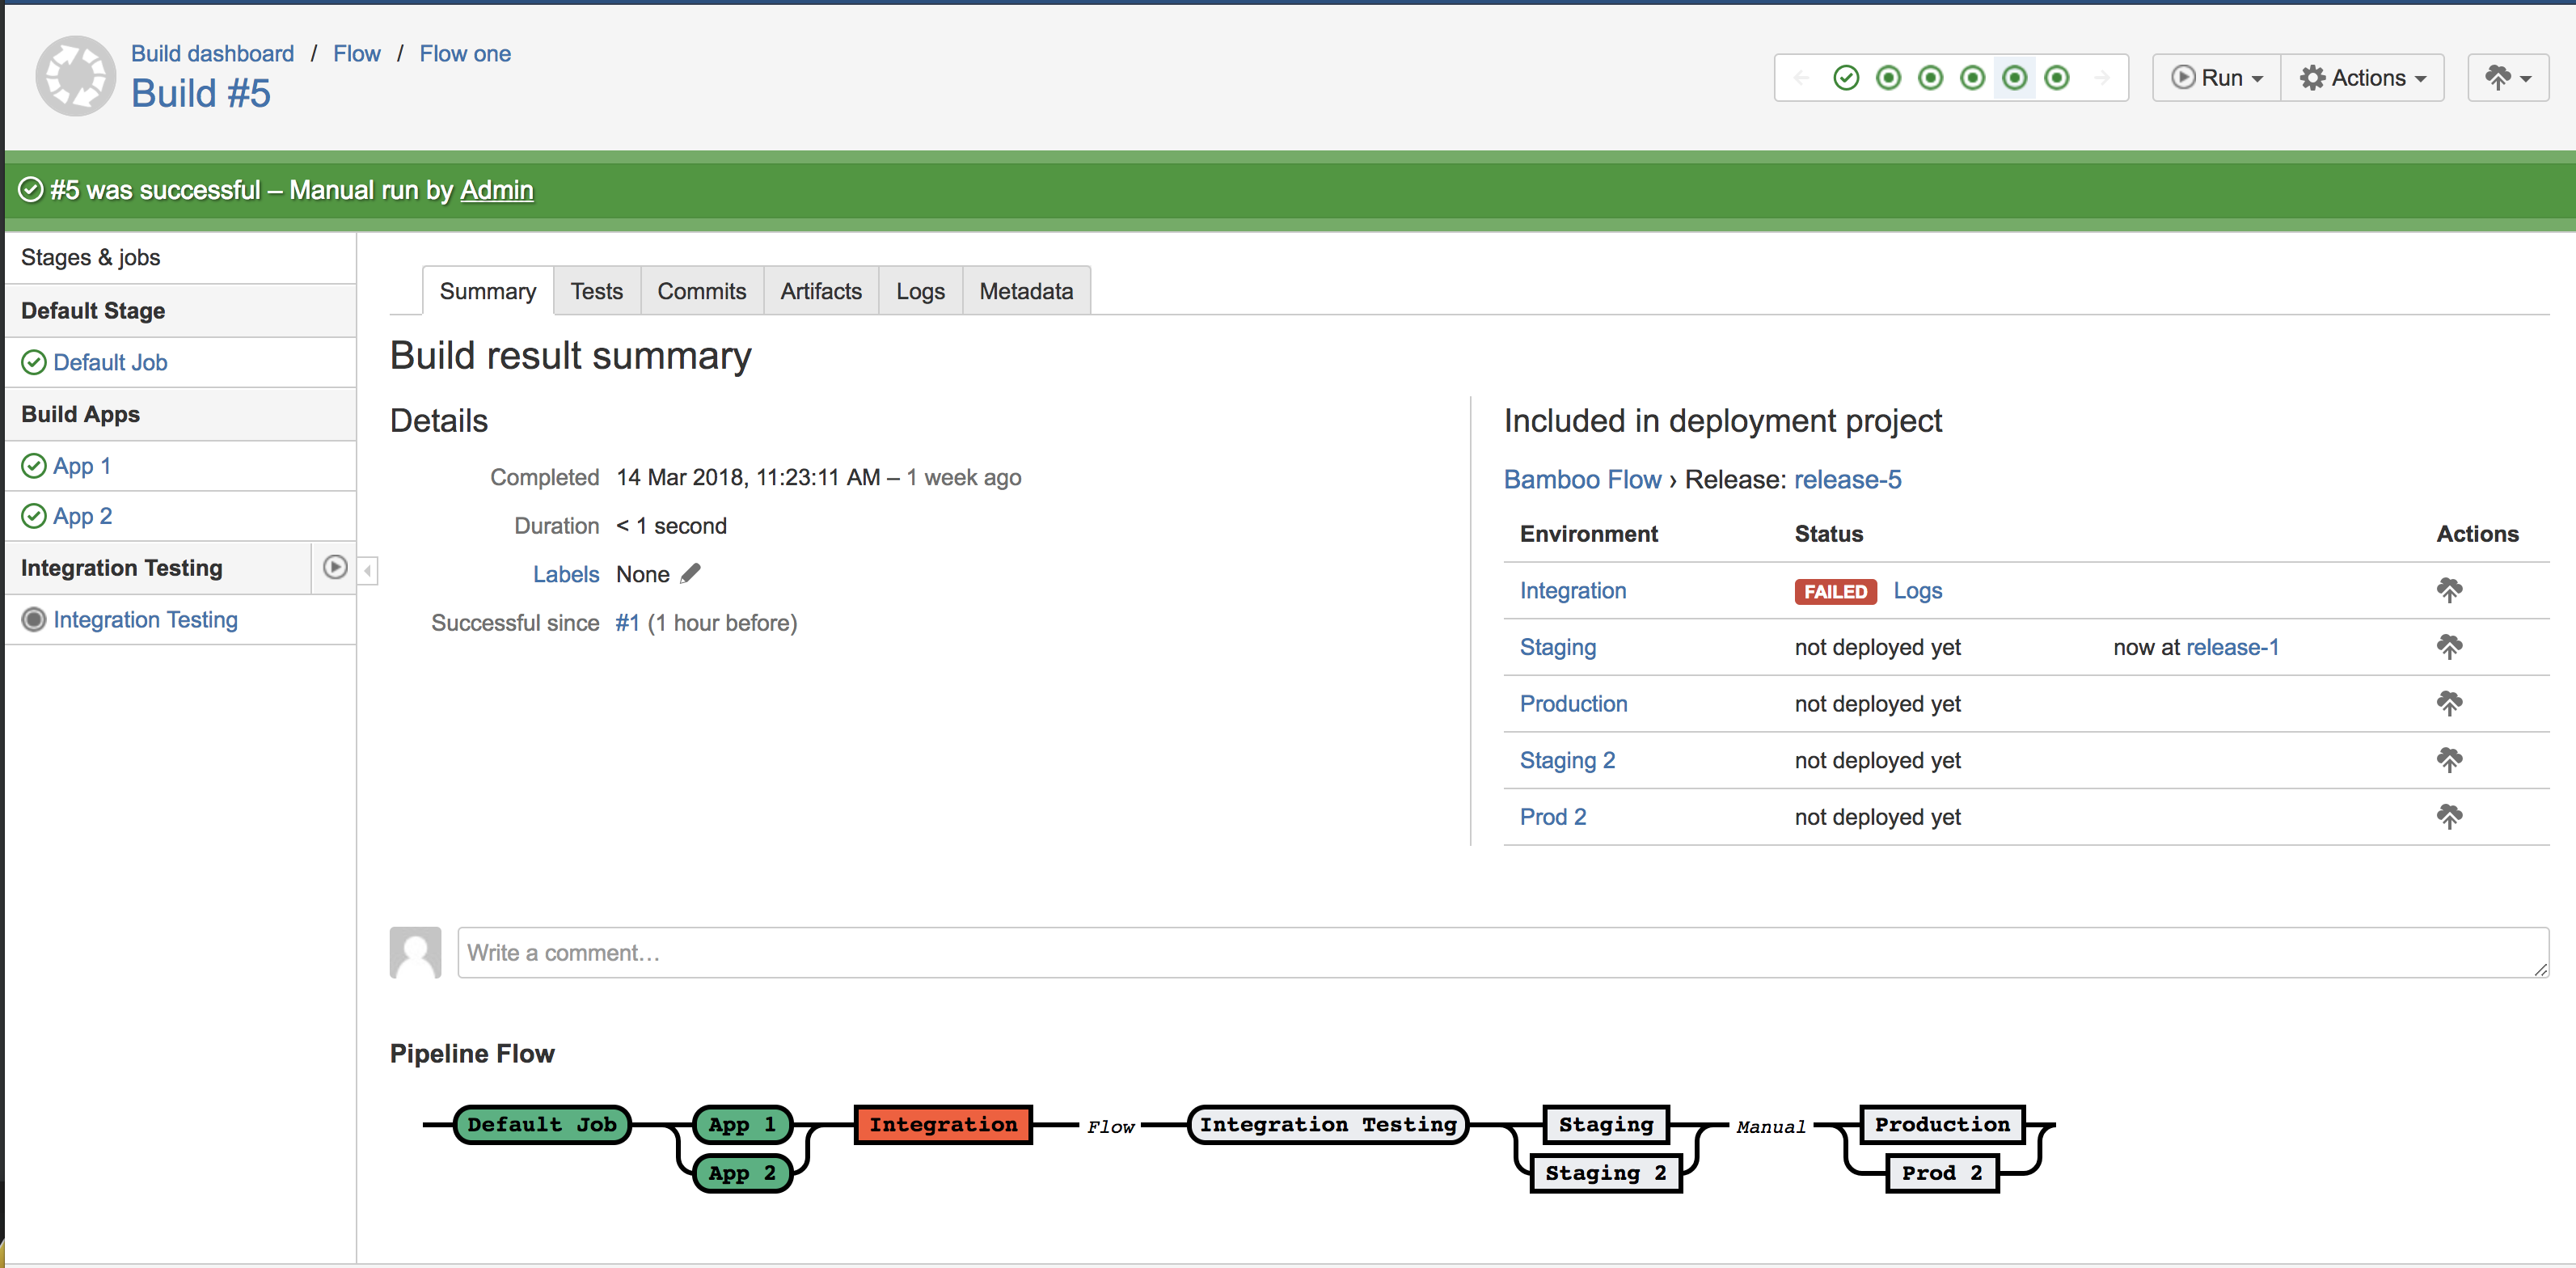 Build dashboard / Flow / Flow one
Build #5
Run
Actions
#5 was successful – Manual run by Admin
Stages & jobs
Default Stage
Default Job
Build Apps
App 1
App 2
Integration Testing
Integration Testing
Summary Tests Commits Artifacts Logs Metadata
Build result summary
Details
Completed 14 Mar 2018, 11:23:11 AM – 1 week ago
Duration < 1 second
Labels None
Successful since #1 (1 hour before)
Included in deployment project
Bamboo Flow › Release: release-5
Environment Status Actions
Integration FAILED Logs
Staging not deployed yet now at release-1
Production not deployed yet
Staging 2 not deployed yet
Prod 2 not deployed yet
Write a comment…
Pipeline Flow
Default Job App 1 Integration Flow Integration Testing Staging Manual Production
App 2 Staging 2 Prod 2